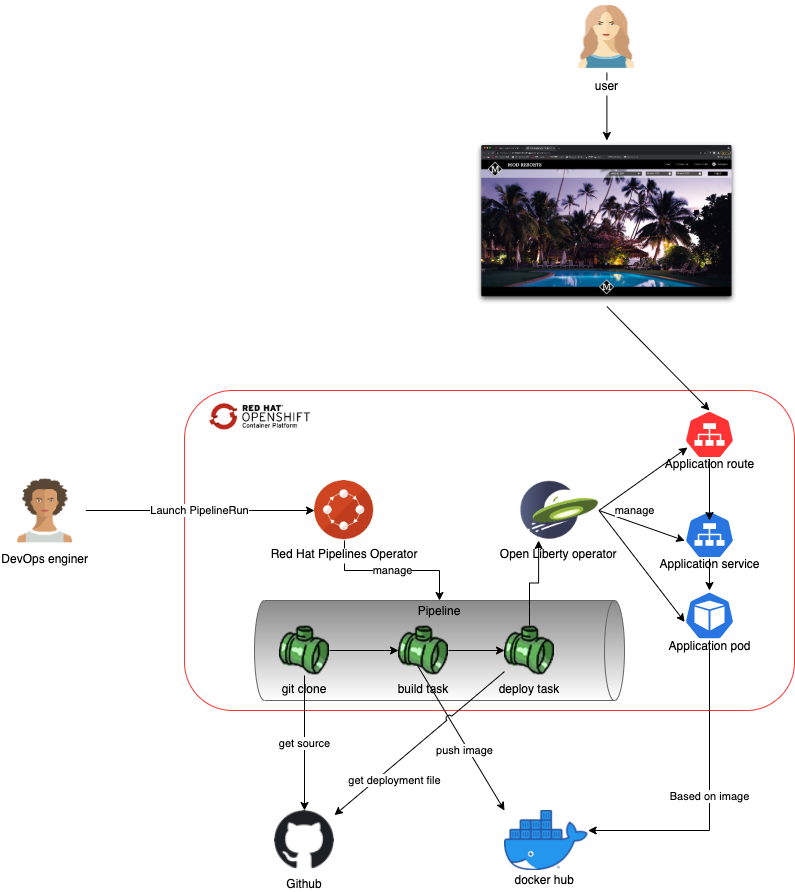 user
MOD RESORTS
RED HAT
OPENSHIFT
Container Platform
Application route
Launch PipelineRun
manage
DevOps enginer
Red Hat Pipelines Operator
Open Liberty operator
Application service
manage
Pipeline
Application pod
git clone
build task
deploy task
get source
push image
get deployment file
Based on image
Github
docker hub